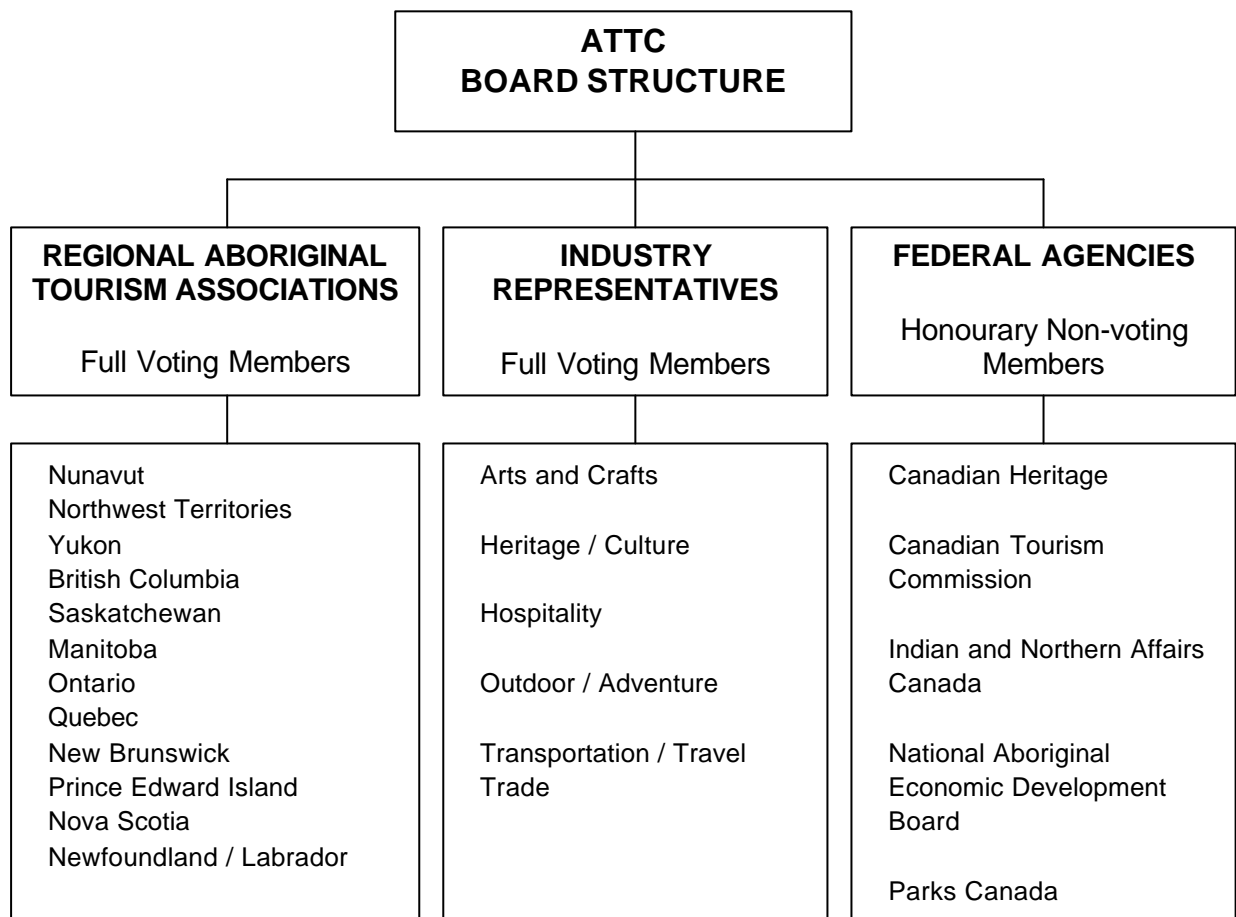 ATTC
BOARD STRUCTURE
REGIONAL ABORIGINAL
TOURISM ASSOCIATIONS
Full Voting Members
INDUSTRY
REPRESENTATIVES
Full Voting Members
FEDERAL AGENCIES
Honourary Non-voting
Members
Nunavut
Northwest Territories
Yukon
British Columbia
Saskatchewan
Manitoba
Ontario
Quebec
New Brunswick
Prince Edward Island
Nova Scotia
Newfoundland / Labrador
Arts and Crafts
Heritage / Culture
Hospitality
Outdoor / Adventure
Transportation / Travel
Trade
Canadian Heritage
Canadian Tourism
Commission
Indian and Northern Affairs
Canada
National Aboriginal
Economic Development
Board
Parks Canada